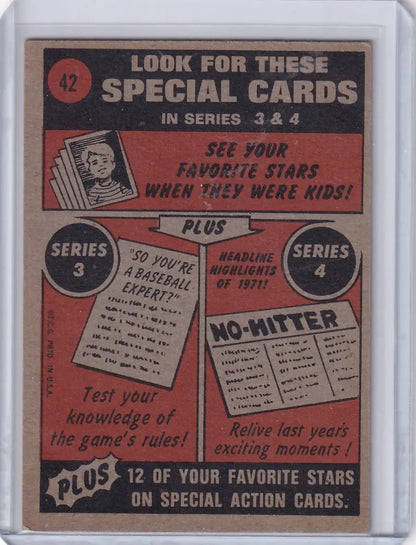 42
LOOK FOR THESE
SPECIAL CARDS
IN SERIES 3 & 4
SEE YOUR
FAVORITE STARS
WHEN THEY WERE KIDS!
PLUS
SERIES
3
"SO YOU'RE
A BASEBALL
EXPERT?"
Test your
knowledge of
the game's rules!
HEADLINE
HIGHLIGHTS
OF 1971!
SERIES
4
NO-HITTER
Relive last year's
exciting moments!
©T.C.G. PRTD. IN U.S.A.
PLUS
12 OF YOUR FAVORITE STARS
ON SPECIAL ACTION CARDS.